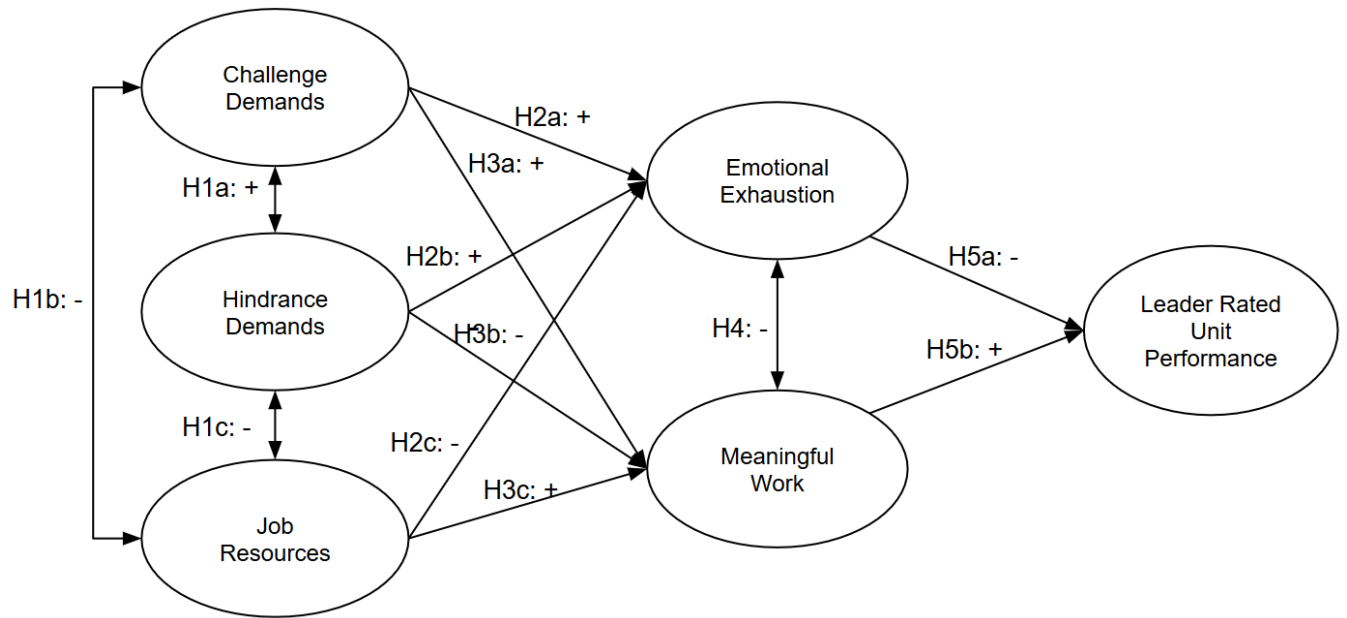 Challenge
Demands
H2a: +
H3a: +
Emotional
Exhaustion
H1a: +
H2b: +
H5a: -
H1b: -
Hindrance
Demands
H3b: -
H4: -
H5b: +
Leader Rated
Unit
Performance
H1c: -
H2c: -
Meaningful
Work
H3c: +
Job
Resources